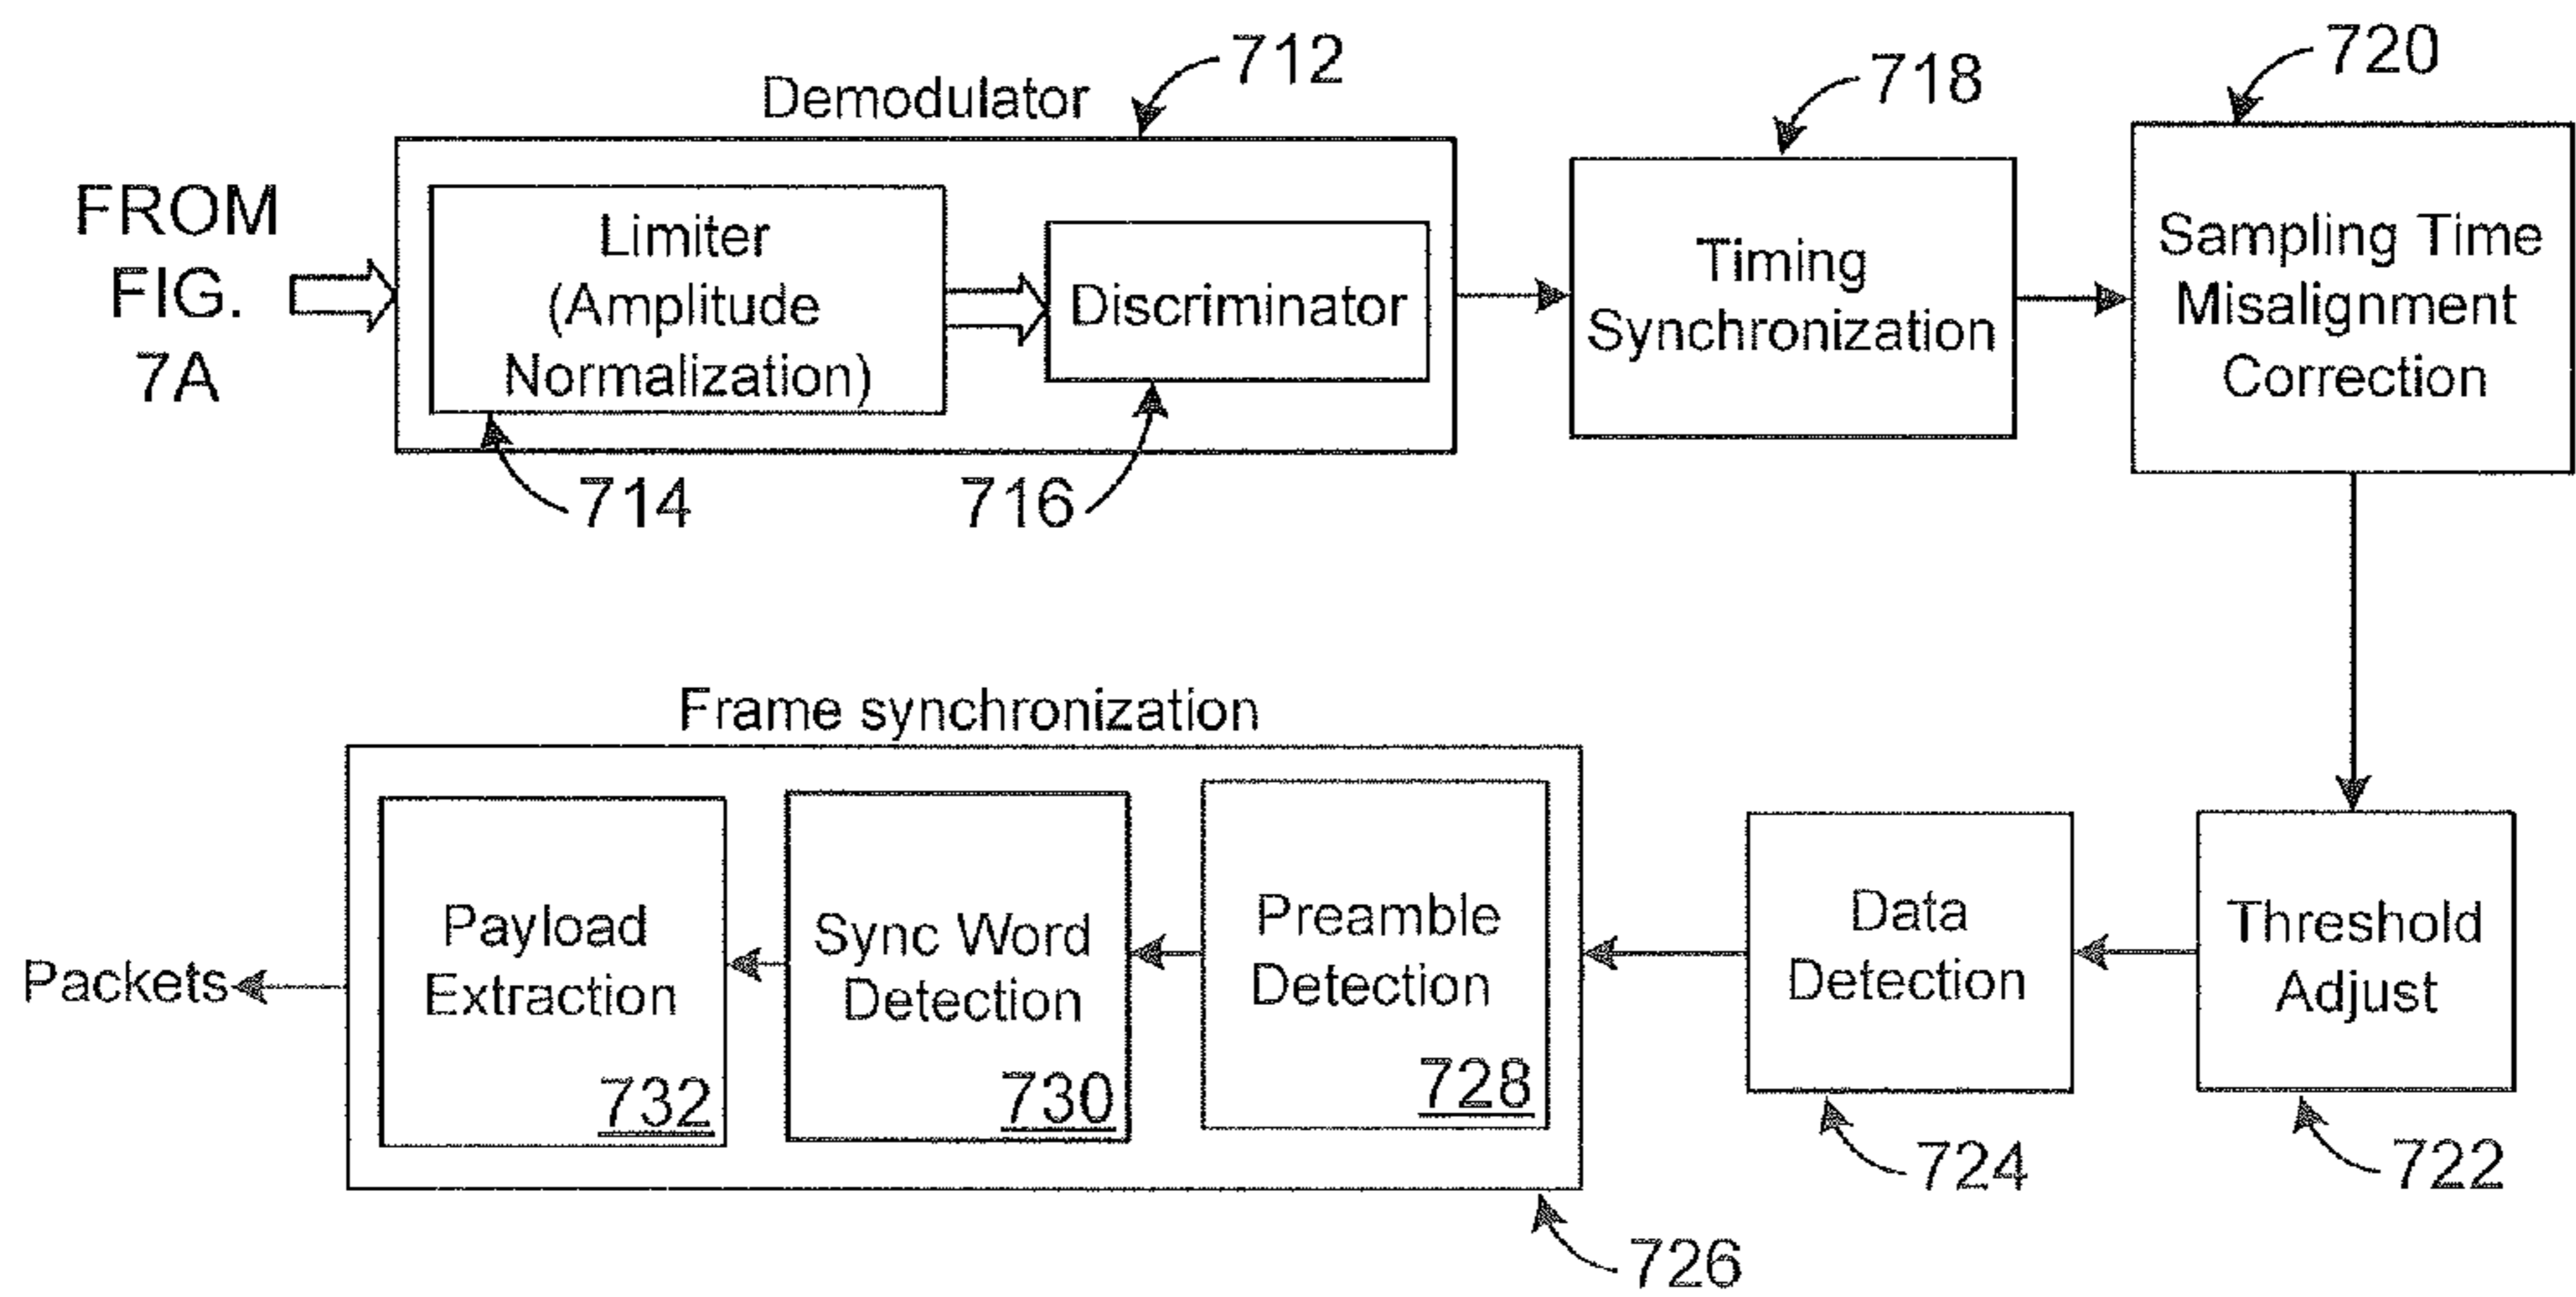 712
Demodulator
718
720
FROM
FIG.
7A
Limiter
(Amplitude
Normalization)
Discriminator
Timing
Synchronization
Sampling Time
Misalignment
Correction
714
716
Frame synchronization
Payload
Extraction
732
Sync Word
Detection
730
Preamble
Detection
728
Data
Detection
Threshold
Adjust
Packets
724
722
726